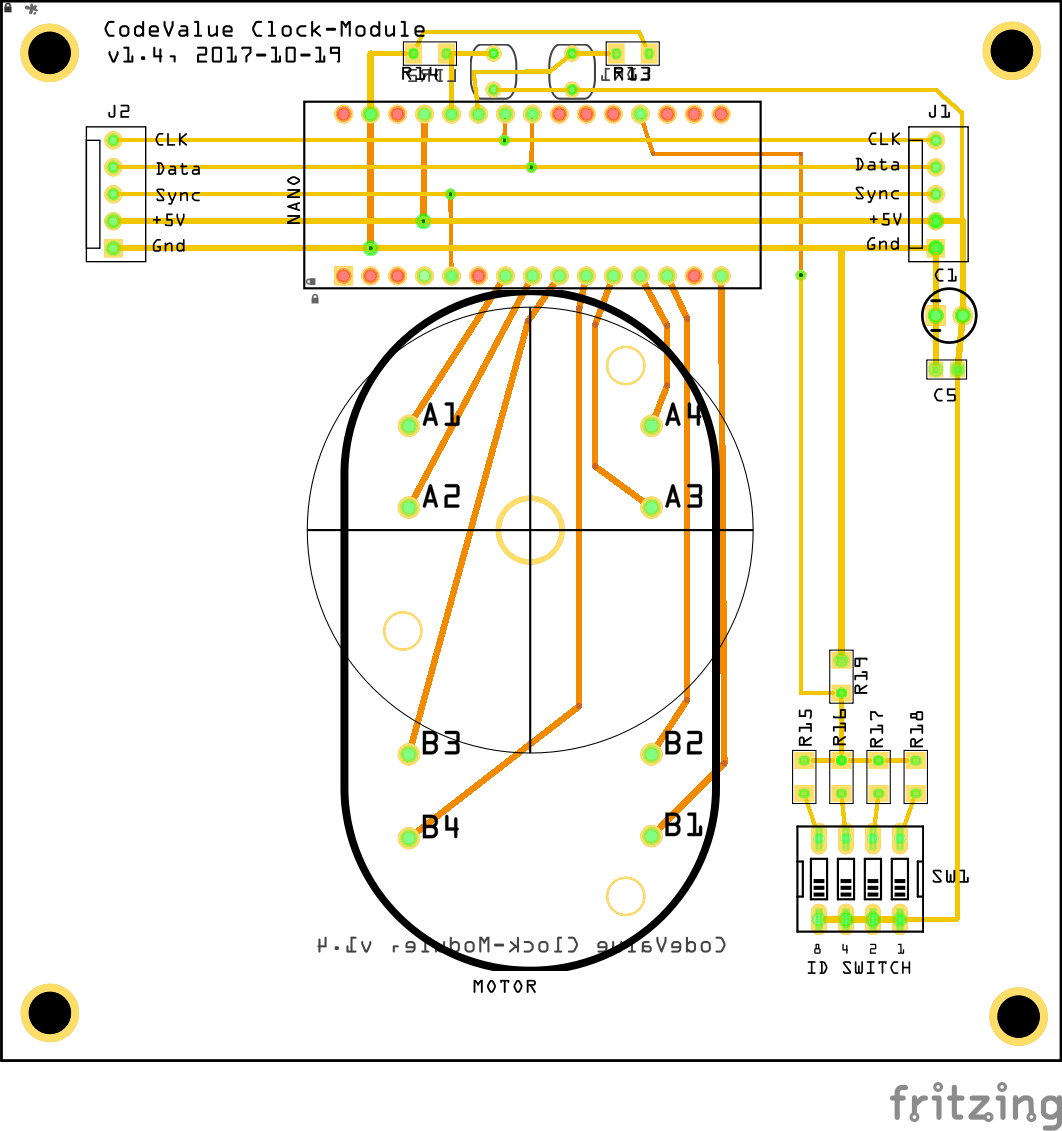 CodeValue Clock-Module
v1.4, 2017-10-19
R14
R13
J2
J1
CLK
CLK
Data
Data
Sync
Sync
NANO
+5V
+5V
Gnd
Gnd
C1
C5
A1
A4
A2
A3
R19
R15
R16
R17
R18
B3
B2
B4
B1
SW1
CodeValue Clock-Module, v1.4
8 4 2 1
ID SWITCH
MOTOR
fritzing